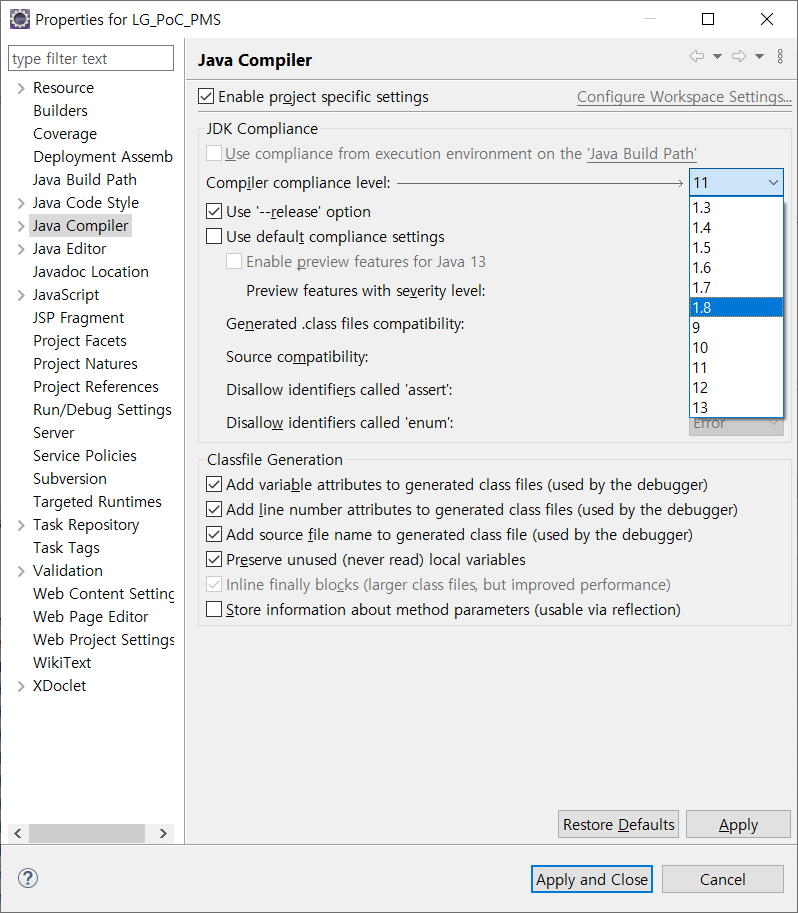 Properties for LG_PoC_PMS
type filter text
Resource
Builders
Coverage
Deployment Assemb
Java Build Path
Java Code Style
Java Compiler
Java Editor
Javadoc Location
JavaScript
JSP Fragment
Project Facets
Project Natures
Project References
Run/Debug Settings
Server
Service Policies
Subversion
Targeted Runtimes
Task Repository
Task Tags
Validation
Web Content Setting
Web Page Editor
Web Project Settings
WikiText
XDoclet
Java Compiler
Enable project specific settings
Configure Workspace Settings...
JDK Compliance
Use compliance from execution environment on the 'Java Build Path'
Compiler compliance level:
11
1.3
1.4
1.5
1.6
1.7
1.8
9
10
11
12
13
Use '--release' option
Use default compliance settings
Enable preview features for Java 13
Preview features with severity level:
Generated .class files compatibility:
Source compatibility:
Disallow identifiers called 'assert':
Disallow identifiers called 'enum':
Error
Classfile Generation
Add variable attributes to generated class files (used by the debugger)
Add line number attributes to generated class files (used by the debugger)
Add source file name to generated class file (used by the debugger)
Preserve unused (never read) local variables
Inline finally blocks (larger class files, but improved performance)
Store information about method parameters (usable via reflection)
Restore Defaults
Apply
?
Apply and Close
Cancel